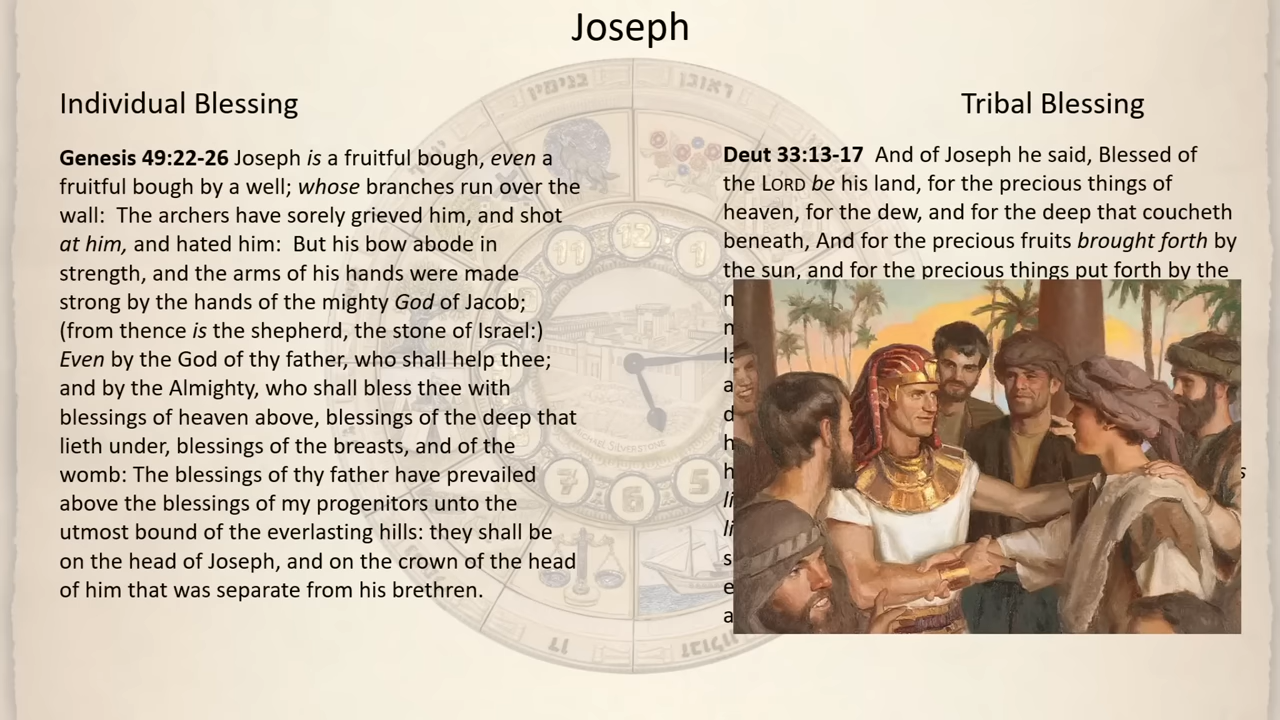 Joseph
Individual Blessing
Genesis 49:22-26 Joseph is a fruitful bough, even a
fruitful bough by a well; whose branches run over the
wall:  The archers have sorely grieved him, and shot
at him, and hated him:  But his bow abode in
strength, and the arms of his hands were made
strong by the hands of the mighty God of Jacob;
(from thence is the shepherd, the stone of Israel:)
Even by the God of thy father, who shall help thee;
and by the Almighty, who shall bless thee with
blessings of heaven above, blessings of the deep that
lieth under, blessings of the breasts, and of the
womb: The blessings of thy father have prevailed
above the blessings of my progenitors unto the
utmost bound of the everlasting hills: they shall be
on the head of Joseph, and on the crown of the head
of him that was separate from his brethren.
Tribal Blessing
Deut 33:13-17  And of Joseph he said, Blessed of
the LORD be his land, for the precious things of
heaven, for the dew, and for the deep that coucheth
beneath, And for the precious fruits brought forth by
the sun, and for the precious things put forth by the
בנימין
ראובן
12
11
1
7
6
5
דן
זבולון